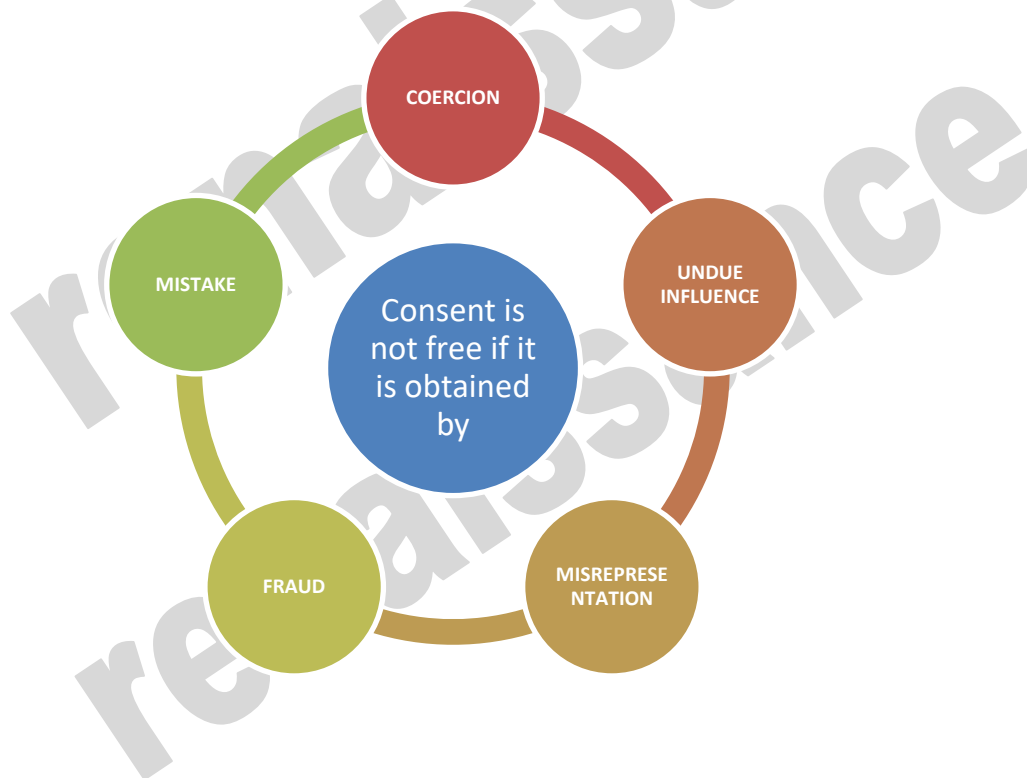 COERCION
UNDUE
INFLUENCE
MISREPRESE
NTATION
FRAUD
MISTAKE
Consent is
not free if it
is obtained
by